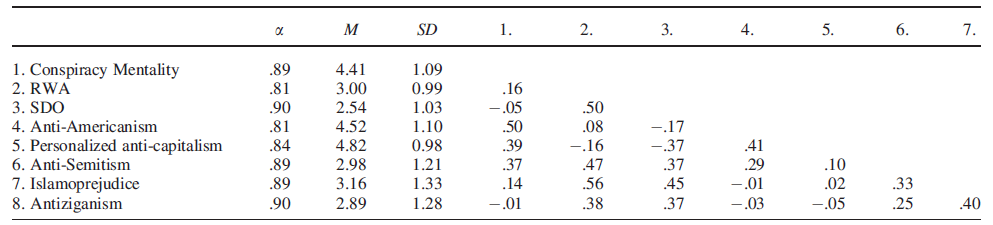 α M SD 1. 2. 3. 4. 5. 6. 7.
1. Conspiracy Mentality .89 4.41 1.09
2. RWA .81 3.00 0.99 .16
3. SDO .90 2.54 1.03 −.05 .50
4. Anti-Americanism .81 4.52 1.10 .50 .08 −.17
5. Personalized anti-capitalism .84 4.82 0.98 .39 −.16 −.37 .41
6. Anti-Semitism .89 2.98 1.21 .37 .47 .37 .29 .10
7. Islamoprejudice .89 3.16 1.33 .14 .56 .45 −.01 .02 .33
8. Antiziganism .90 2.89 1.28 −.01 .38 .37 −.03 −.05 .25 .40